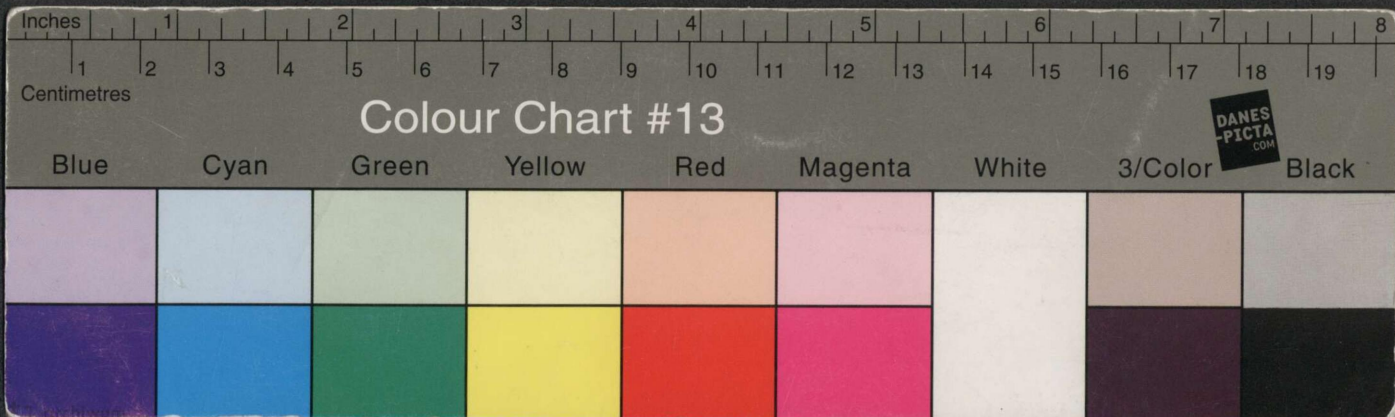 Inches 1 2 3 4 5 6 7 8
1 2 3 4 5 6 7 8 9 10 11 12 13 14 15 16 17 18 19
Centimetres
Colour Chart #13
DANES
-PICTA
.COM
Blue Cyan Green Yellow Red Magenta White 3/Color Black